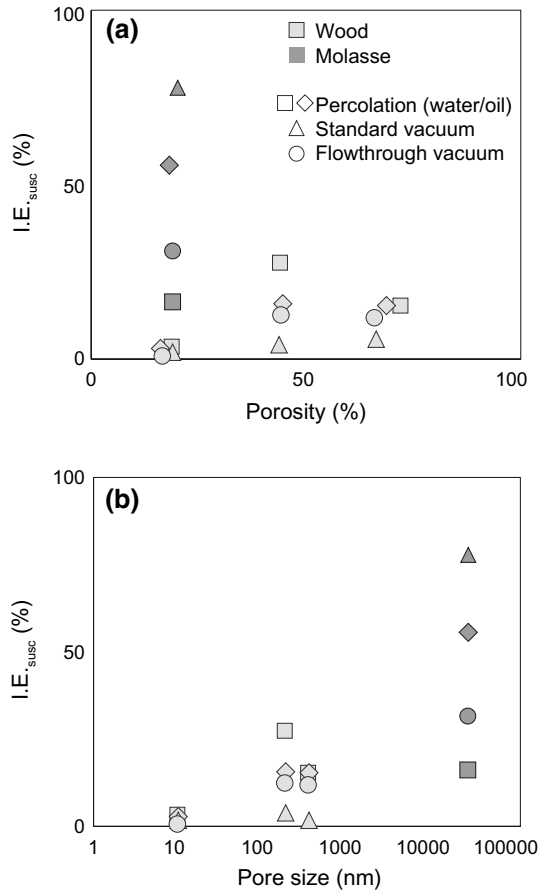 (a)
Wood
Molasse
Percolation (water/oil)
Standard vacuum
Flowthrough vacuum
100
50
0
I.E.susc (%)
0 50 100
Porosity (%)
(b)
100
50
0
I.E.susc (%)
1 10 100 1000 10000 100000
Pore size (nm)